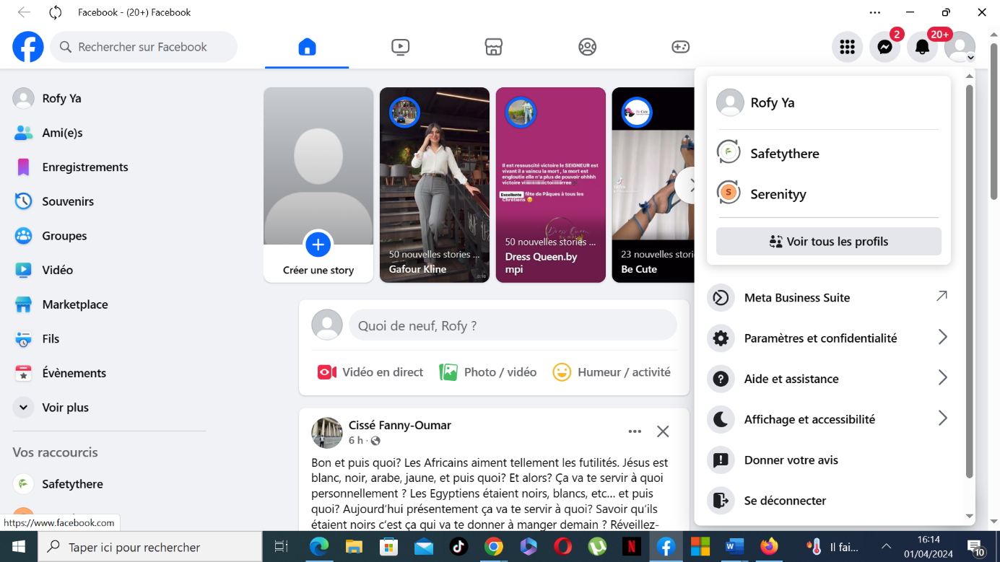 Facebook - (20+) Facebook
Rechercher sur Facebook
2
20+
Rofy Ya
Ami(e)s
Enregistrements
Souvenirs
Groupes
Vidéo
Marketplace
Fils
Évènements
Voir plus
Vos raccourcis
Safetythere
https://www.facebook.com
Créer une story
50 nouvelles stories ...
Gafour Kline
Il est ressuscité victoire le SEIGNEUR est
vivant il a vaincu la mort , la mort est
engloutie elle n'a plus de pouvoir ohhhh
Excellente fête de Pâques à tous les
Chrétiens
Dress Queen
By MPI
50 nouvelles stories ...
Dress Queen.by
mpi
Be Cute
23 nouvelles stori
Be Cute
Quoi de neuf, Rofy ?
Vidéo en direct
Photo / vidéo
Humeur / activité
Cissé Fanny-Oumar
6 h ·
Bon et puis quoi? Les Africains aiment tellement les futilités. Jésus est
blanc, noir, arabe, jaune, et puis quoi? Et alors? Ça va te servir à quoi
personnellement ? Les Egyptiens étaient noirs, blancs, etc... et puis
quoi? Aujourd'hui présentement ça va te servir à quoi? Savoir qu'ils
étaient noirs c'est ça qui va te donner à manger demain ? Réveillez-
Rofy Ya
Safetythere
S
Serenityy
Voir tous les profils
Meta Business Suite
Paramètres et confidentialité
Aide et assistance
Affichage et accessibilité
Donner votre avis
Se déconnecter
Taper ici pour rechercher
Il fai...
16:14
01/04/2024
10